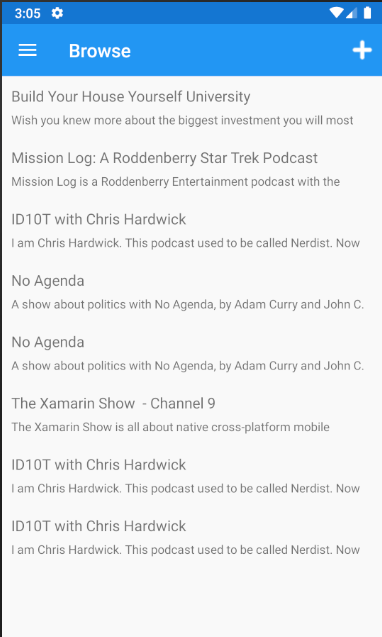 3:05
Browse
Build Your House Yourself University
Wish you knew more about the biggest investment you will most
Mission Log: A Roddenberry Star Trek Podcast
Mission Log is a Roddenberry Entertainment podcast with the
ID10T with Chris Hardwick
I am Chris Hardwick. This podcast used to be called Nerdist. Now
No Agenda
A show about politics with No Agenda, by Adam Curry and John C.
No Agenda
A show about politics with No Agenda, by Adam Curry and John C.
The Xamarin Show  - Channel 9
The Xamarin Show is all about native cross-platform mobile
ID10T with Chris Hardwick
I am Chris Hardwick. This podcast used to be called Nerdist. Now
ID10T with Chris Hardwick
I am Chris Hardwick. This podcast used to be called Nerdist. Now